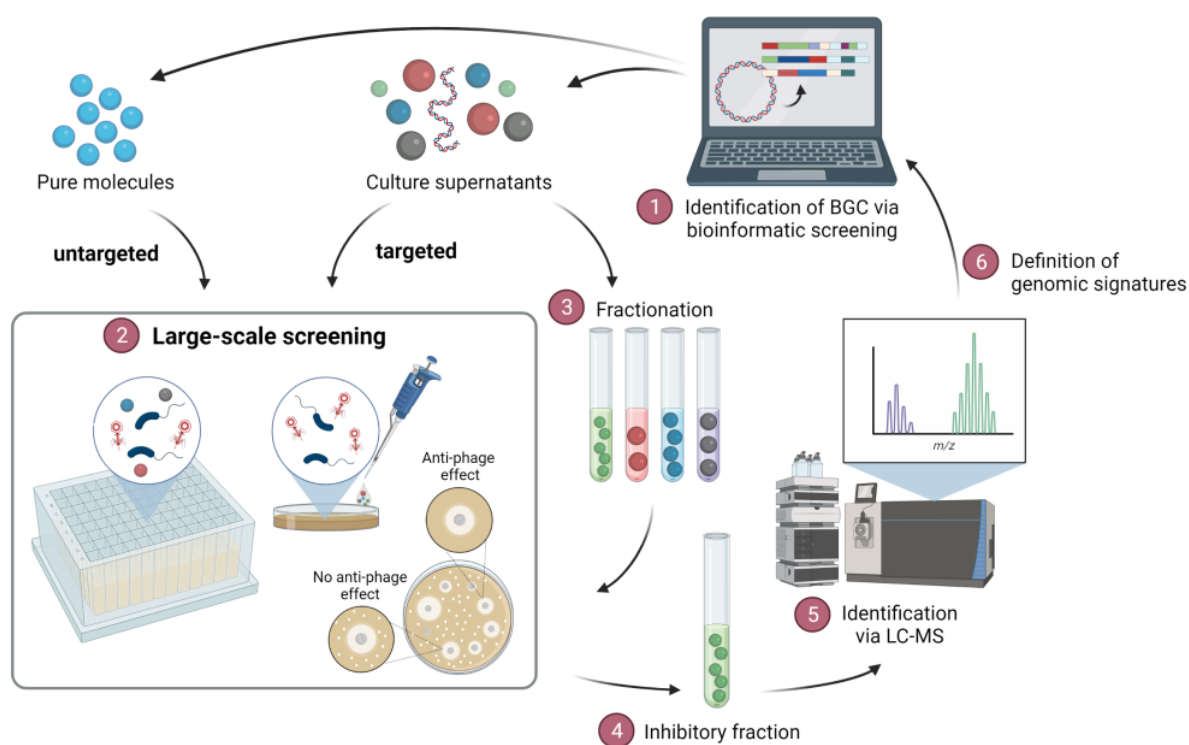 Pure molecules
Culture supernatants
1 Identification of BGC via
bioinformatic screening
untargeted
targeted
6 Definition of
genomic signatures
2 Large-scale screening
3 Fractionation
Anti-phage
effect
No anti-phage
effect
m/z
5 Identification
via LC-MS
4 Inhibitory fraction